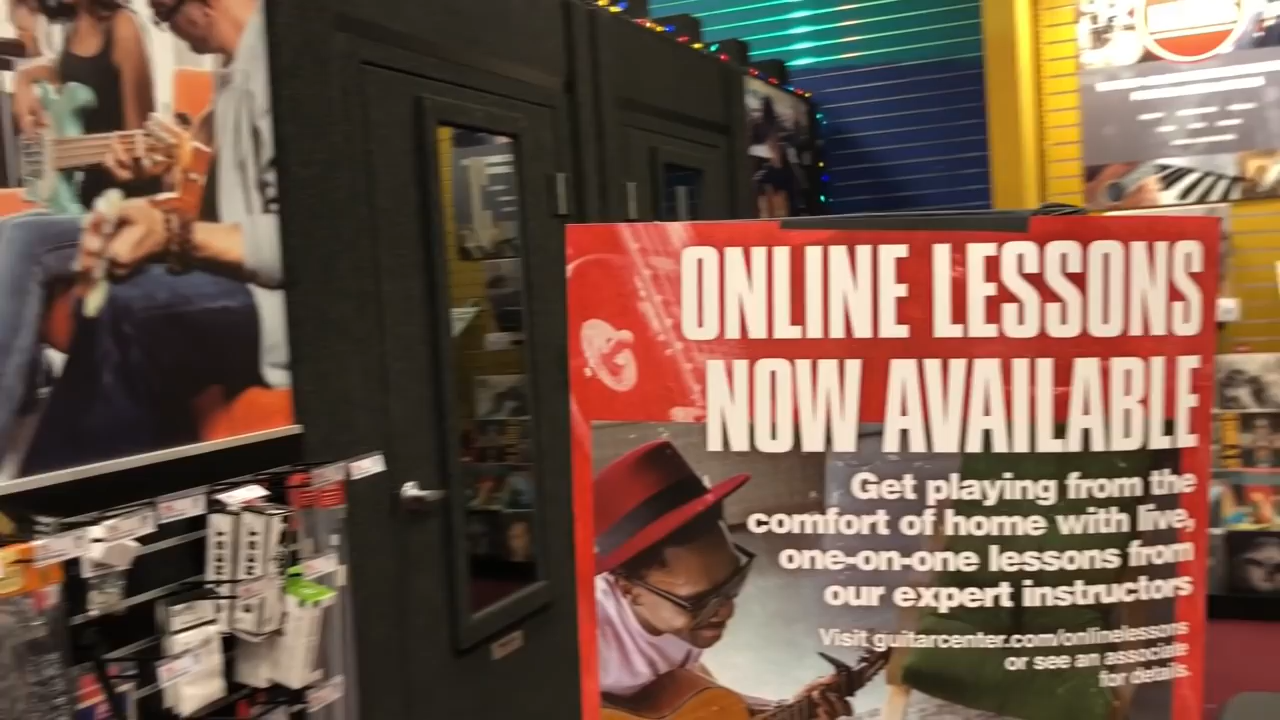 ONLINE LESSONS
NOW AVAILABLE
Get playing from the
comfort of home with live,
one-on-one lessons from
our expert instructors
Visit guitarcenter.com/onlinelessons
or see an associate
for details.